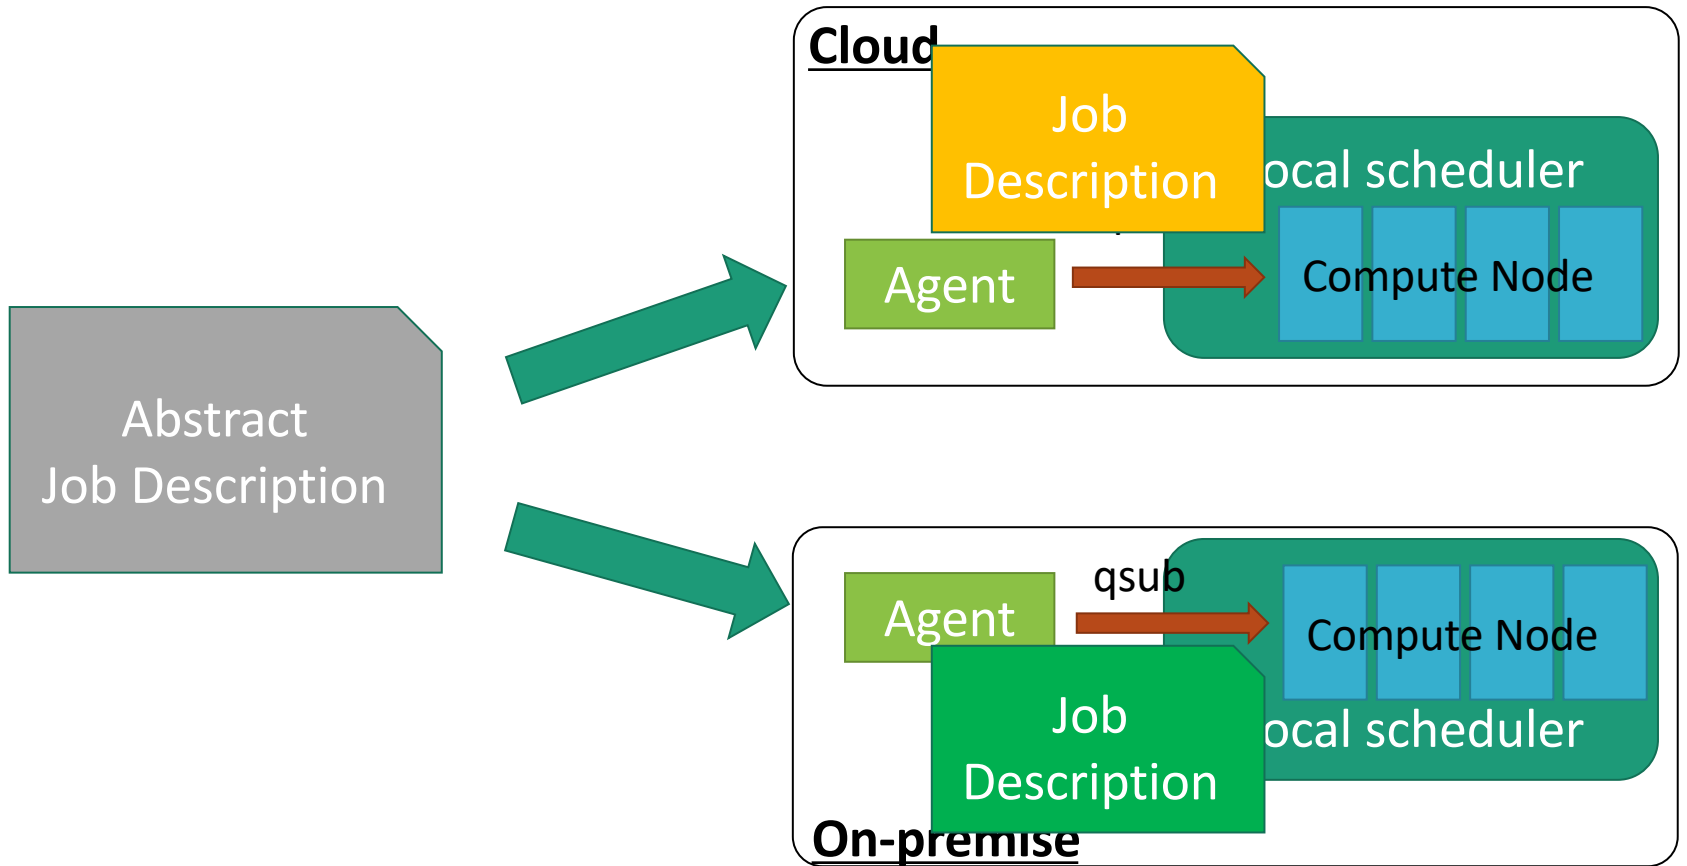 Cloud
Job
Description
ocal scheduler
Agent
Compute Node
Abstract
Job Description
qsub
Agent
Compute Node
Job
Description
ocal scheduler
On-premise